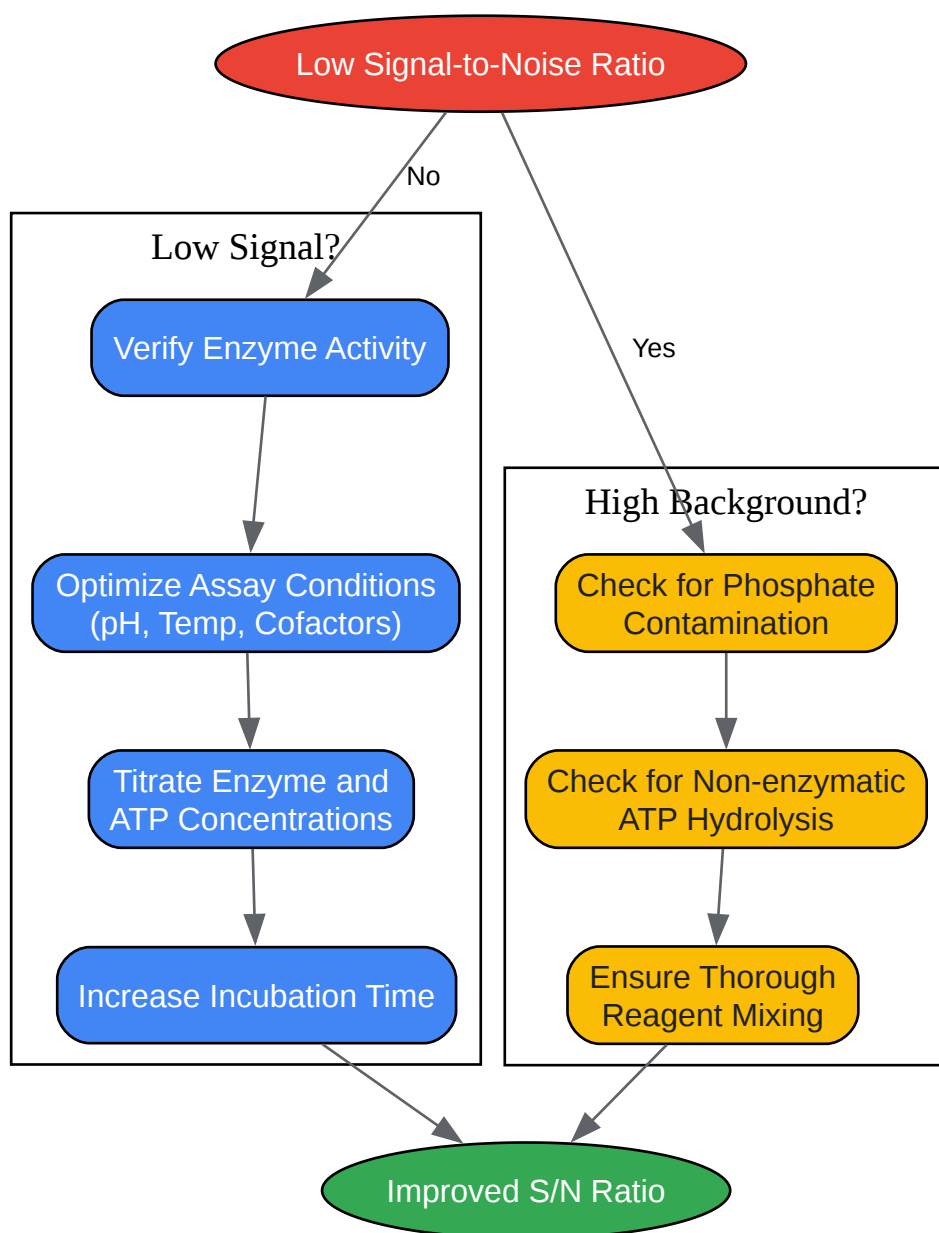 Low Signal-to-Noise Ratio
No
Low Signal?
Verify Enzyme Activity
Optimize Assay Conditions
(pH, Temp, Cofactors)
Titrate Enzyme and
ATP Concentrations
Increase Incubation Time
Yes
High Background?
Check for Phosphate
Contamination
Check for Non-enzymatic
ATP Hydrolysis
Ensure Thorough
Reagent Mixing
Improved S/N Ratio